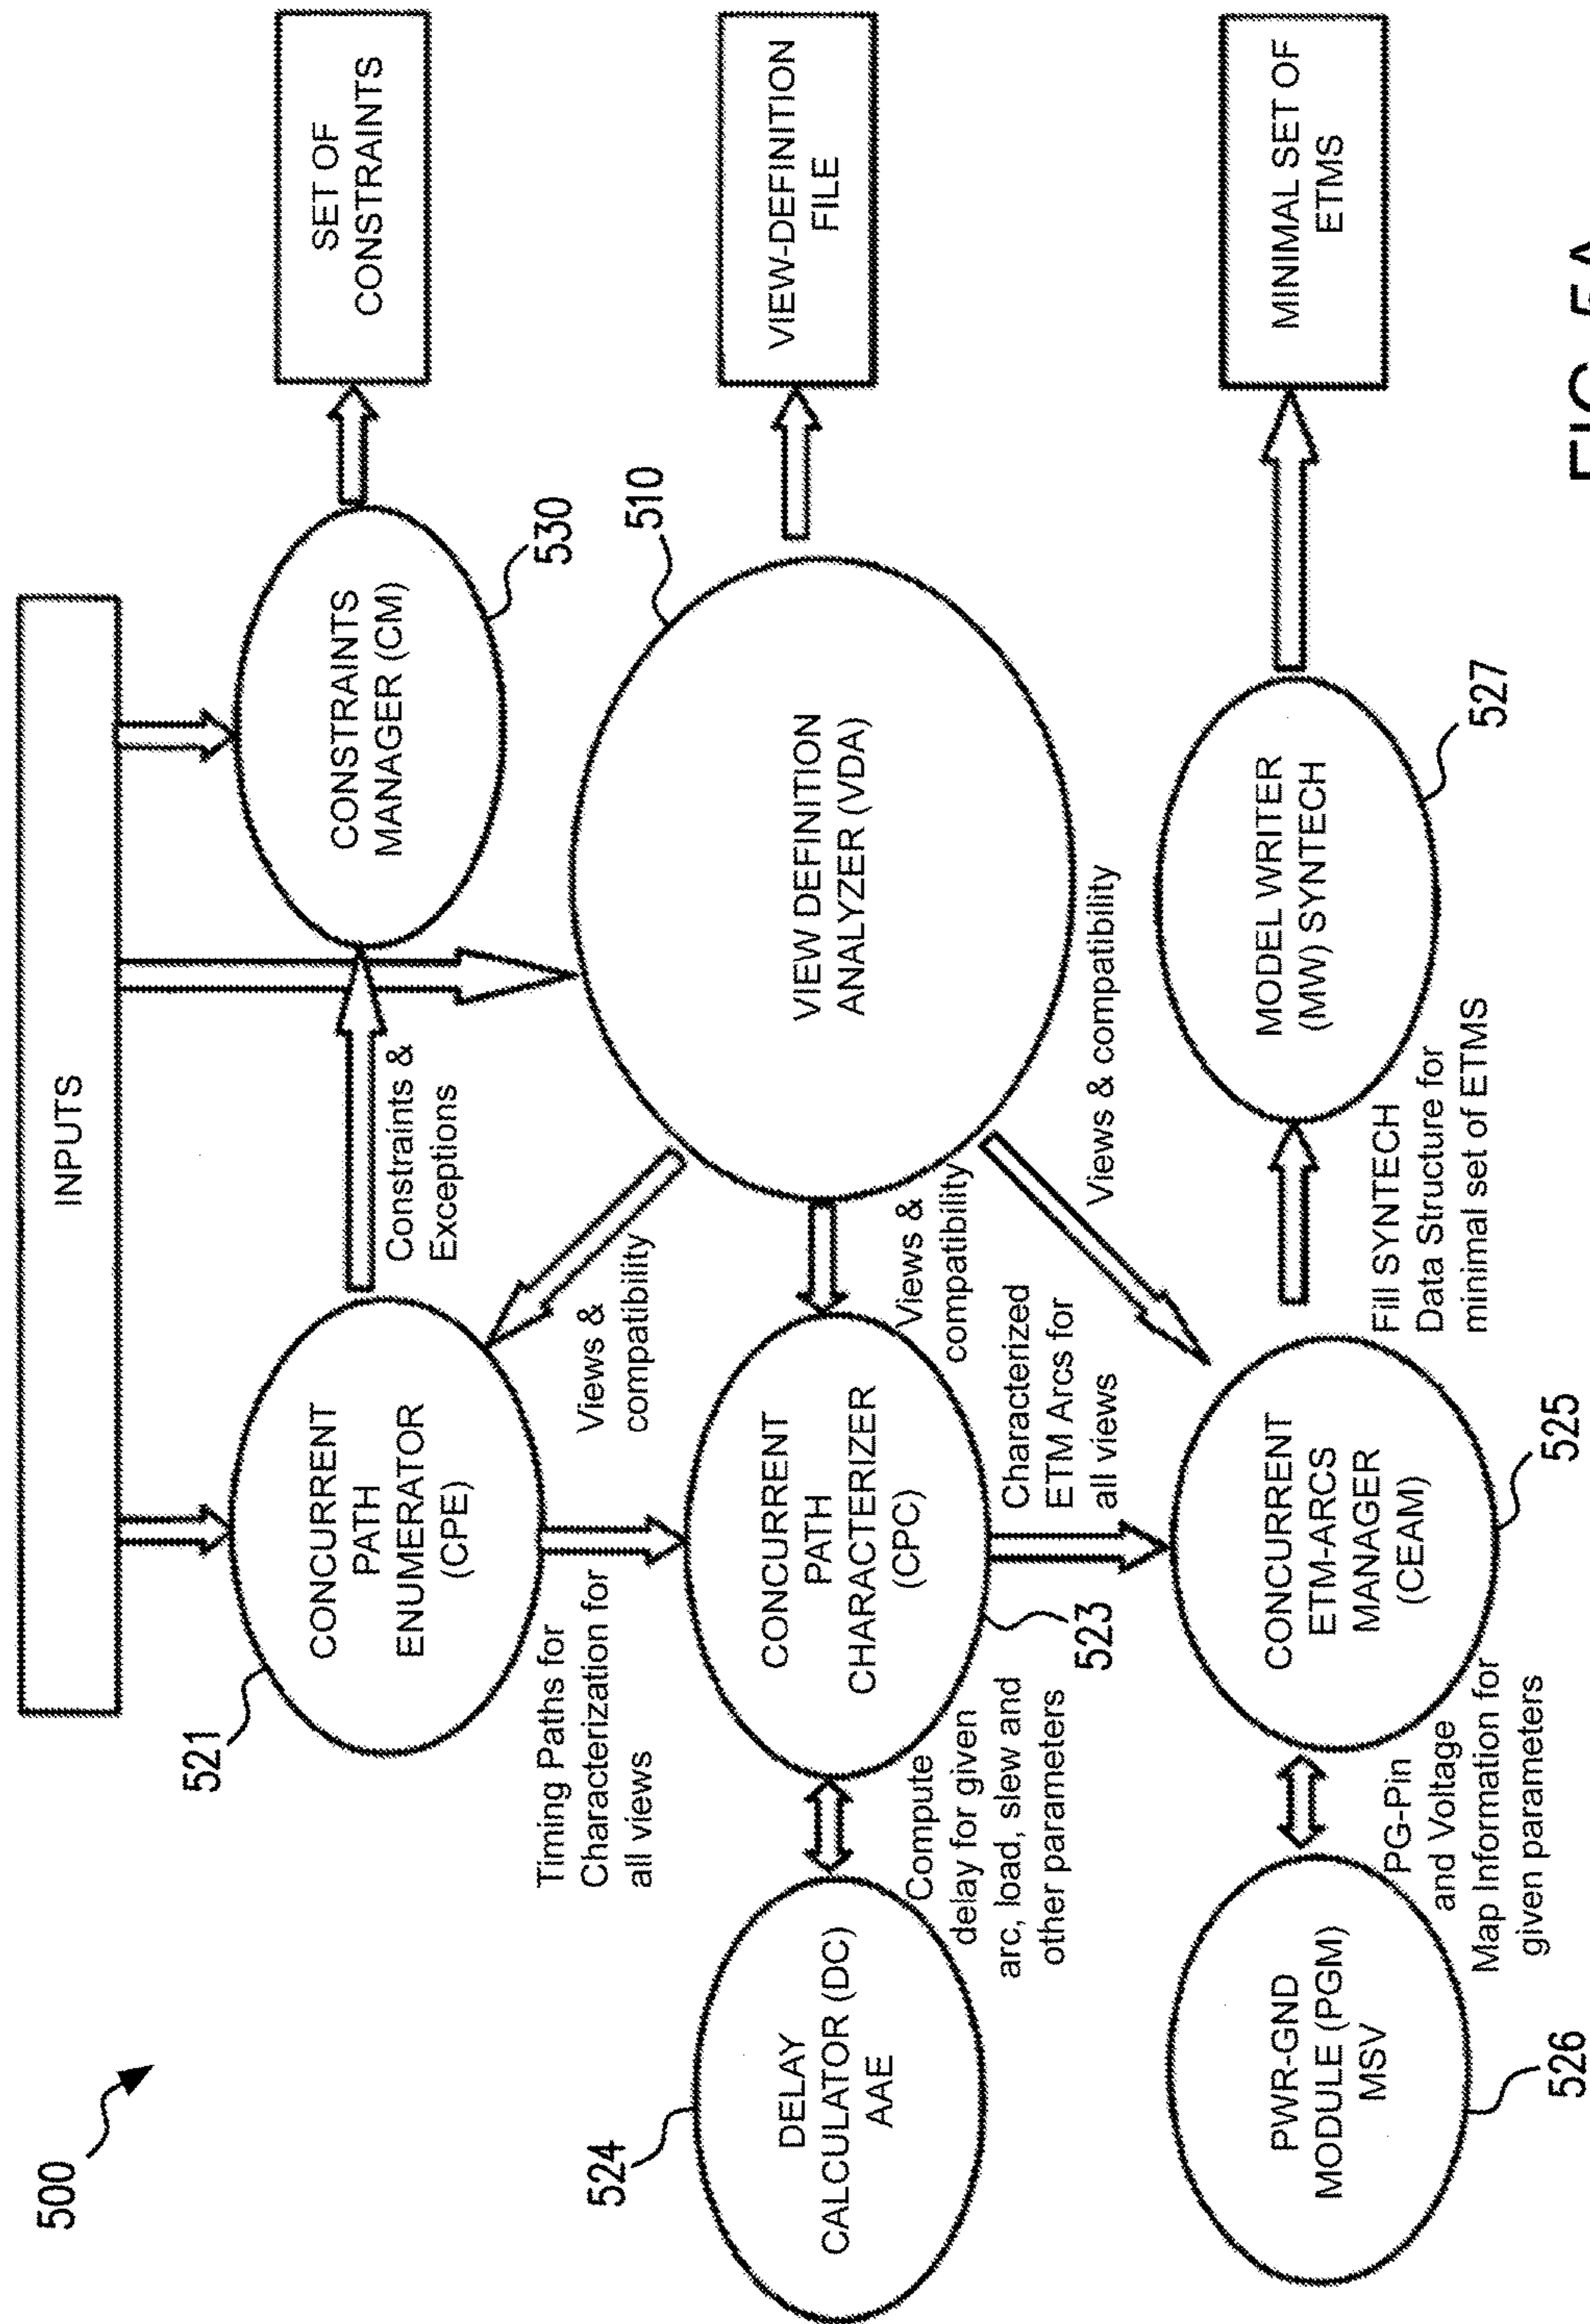 500
INPUTS
521
CONCURRENT
PATH
ENUMERATOR
(CPE)
Constraints &
Exceptions
CONSTRAINTS
MANAGER (CM)
530
SET OF
CONSTRAINTS
Timing Paths for
Characterization for
all views
Views &
compatibility
524
DELAY
CALCULATOR (DC)
AAE
Compute
delay for given
arc, load, slew and
other parameters
CONCURRENT
PATH
CHARACTERIZER
(CPC)
523
Views &
compatibility
VIEW DEFINITION
ANALYZER (VDA)
510
VIEW-DEFINITION
FILE
Characterized
ETM Arcs for
all views
Views & compatibility
PWR-GND
MODULE (PGM)
MSV
526
PG-Pin
and Voltage
Map Information for
given parameters
CONCURRENT
ETM-ARCS
MANAGER
(CEAM)
525
Fill SYNTECH
Data Structure for
minimal set of ETMS
MODEL WRITER
(MW) SYNTECH
527
MINIMAL SET OF
ETMS
FIG. 5A